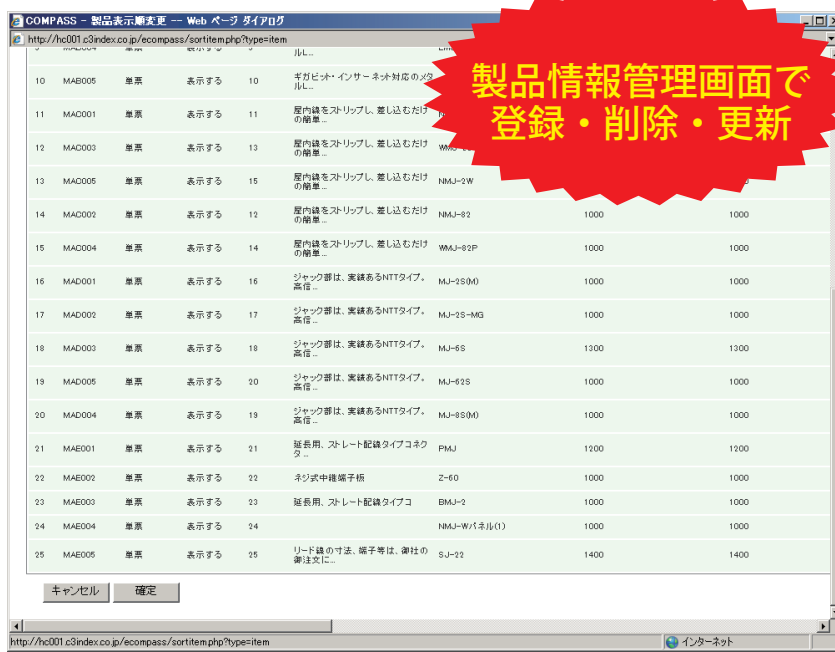 COMPASS - 製品表示順変更 -- Web ページ ダイアログ
http://hc001.c3index.co.jp/ecompass/sortitem.php?type=item
製品情報管理画面で
登録・削除・更新
ルL...
10 MAB005 単票 表示する 10 ギガビット・インサーネット対応のメタ
ルL...
11 MAC001 単票 表示する 11 屋内線をストリップし、差し込むだけ
の簡単...
12 MAC003 単票 表示する 13 屋内線をストリップし、差し込むだけ
の簡単...
13 MAC005 単票 表示する 15 屋内線をストリップし、差し込むだけ NMJ-2W
の簡単...
14 MAC002 単票 表示する 12 屋内線をストリップし、差し込むだけ NMJ-82 1000 1000
の簡単...
15 MAC004 単票 表示する 14 屋内線をストリップし、差し込むだけ WMJ-82P 1000 1000
の簡単...
16 MAD001 単票 表示する 16 ジャック部は、実績あるNTTタイプ。 MJ-2S(M) 1000 1000
高信...
17 MAD002 単票 表示する 17 ジャック部は、実績あるNTTタイプ。 MJ-2S-MG 1000 1000
高信...
18 MAD003 単票 表示する 18 ジャック部は、実績あるNTTタイプ。 MJ-6S 1300 1300
高信...
19 MAD005 単票 表示する 20 ジャック部は、実績あるNTTタイプ。 MJ-62S 1000 1000
高信...
20 MAD004 単票 表示する 19 ジャック部は、実績あるNTTタイプ。 MJ-8S(M) 1000 1000
高信...
21 MAE001 単票 表示する 21 延長用、ストレート配線タイプコネク PMJ 1200 1200
タ...
22 MAE002 単票 表示する 22 ネジ式中継端子板 Z-60 1000 1000
23 MAE003 単票 表示する 23 延長用、ストレート配線タイプコ BMJ-2 1000 1000
24 MAE004 単票 表示する 24 NMJ-Wパネル(1) 1000 1000
25 MAE005 単票 表示する 25 リード線の寸法、端子等は、御社の SJ-22 1400 1400
御注文に...
キャンセル 確定
http://hc001.c3index.co.jp/ecompass/sortitem.php?type=item インターネット